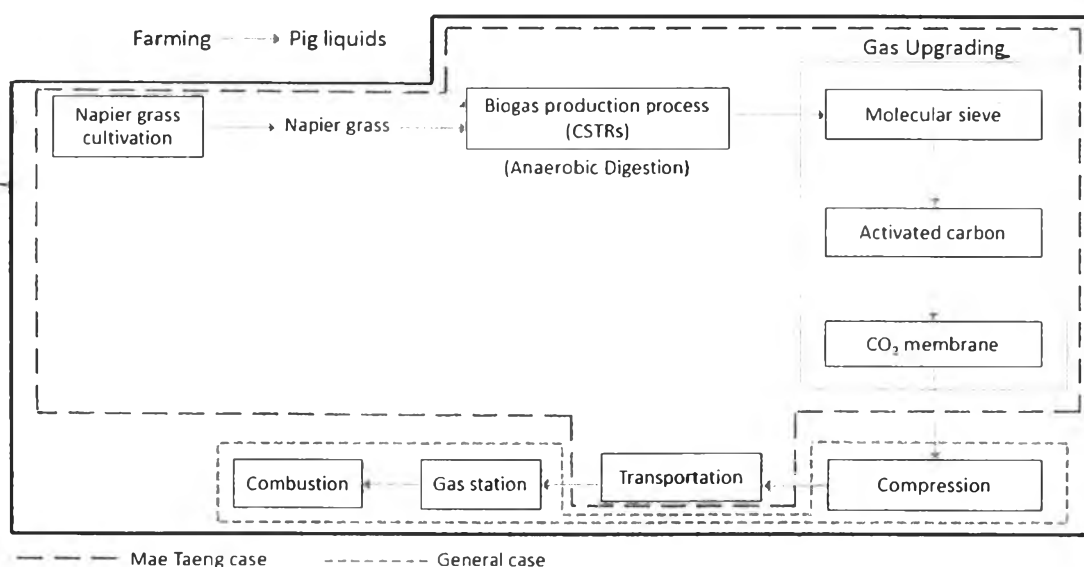 Farming Pig liquids
Gas Upgrading
Napier grass
cultivation
Napier grass
Biogas production process
(CSTRs)
(Anaerobic Digestion)
Molecular sieve
Activated carbon
CO₂ membrane
Combustion
Gas station
Transportation
Compression
Mae Taeng case
General case